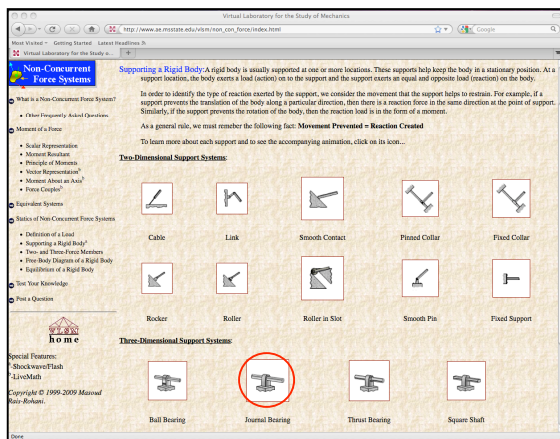 Virtual Laboratory for the Study of Mechanics
http://www.ae.msstate.edu/vlsm/non_con_force/index.html
Google
Most Visited Getting Started Latest Headlines
Virtual Laboratory for the Study o...
Non-Concurrent
Force Systems
What is a Non-Concurrent Force System?
Other Frequently Asked Questions
Moment of a Force
Scalar Representation
Moment Resultant
Principle of Moments
Vector Representation
Moment About an Axis
Force Couples
Equivalent Systems
Statics of Non-Concurrent Force Systems
Definition of a Load
Supporting a Rigid Body
Two- and Three-Force Members
Free-Body Diagram of a Rigid Body
Equilibrium of a Rigid Body
Test Your Knowledge
Post a Question
VLSM
home
Special Features:
-Shockwave/Flash
-LiveMath
Copyright © 1999-2009 Masoud
Rais-Rohani.
Supporting a Rigid Body:A rigid body is usually supported at one or more locations. These supports help keep the body in a stationary position. At a
support location, the body exerts a load (action) on to the support and the support exerts an equal and opposite load (reaction) on the body.
In order to identify the type of reaction exerted by the support, we consider the movement that the support helps to restrain. For example, if a
support prevents the translation of the body along a particular direction, then there is a reaction force in the same direction at the point of support.
Similarly, if the support prevents the rotation of the body, then the reaction load is in the form of a moment.
As a general rule, we must remember the following fact: Movement Prevented = Reaction Created
To learn more about each support and to see the accompanying animation, click on its icon...
Two-Dimensional Support Systems:
Cable Link Smooth Contact Pinned Collar Fixed Collar
Rocker Roller Roller in Slot Smooth Pin Fixed Support
Three-Dimensional Support Systems:
Ball Bearing Journal Bearing Thrust Bearing Square Shaft
Done